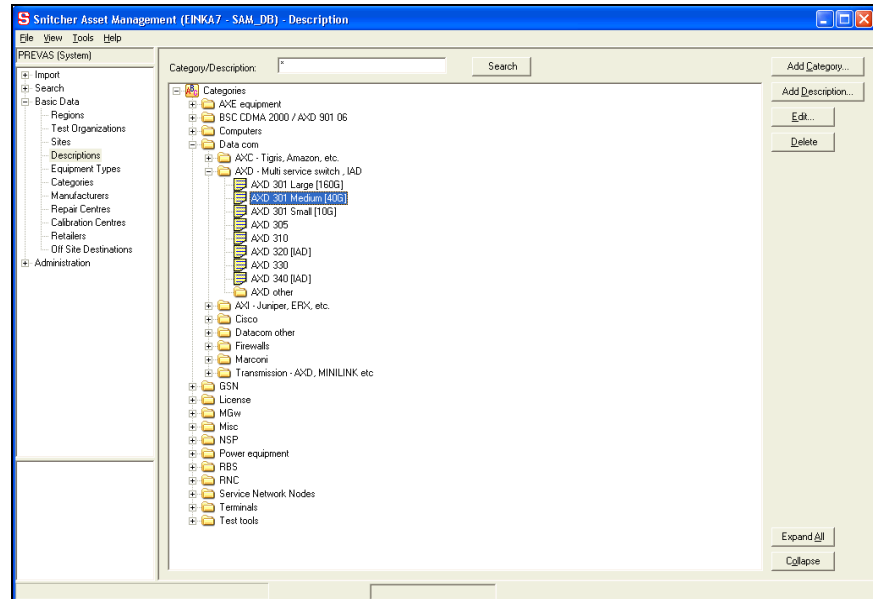 Snitcher Asset Management (EINKA7 - SAM_DB) - Description
File View Tools Help
PREVAS (System)
Import
Search
Basic Data
Regions
Test Organizations
Sites
Descriptions
Equipment Types
Categories
Manufacturers
Repair Centres
Calibration Centres
Retailers
Off Site Destinations
Administration
Category/Description: * Search
Categories
AXE equipment
BSC CDMA 2000 / AXD 901 06
Computers
Data com
AXC - Tigris, Amazon, etc.
AXD - Multi service switch , IAD
AXD 301 Large [160G]
AXD 301 Medium [40G]
AXD 301 Small [10G]
AXD 305
AXD 310
AXD 320 [IAD]
AXD 330
AXD 340 [IAD]
AXD other
AXI - Juniper, ERX, etc.
Cisco
Datacom other
Firewalls
Marconi
Transmission - AXD, MINILINK etc
GSN
License
MGw
Misc
NSP
Power equipment
RBS
RNC
Service Network Nodes
Terminals
Test tools
Add Category...
Add Description...
Edit...
Delete
Expand All
Collapse